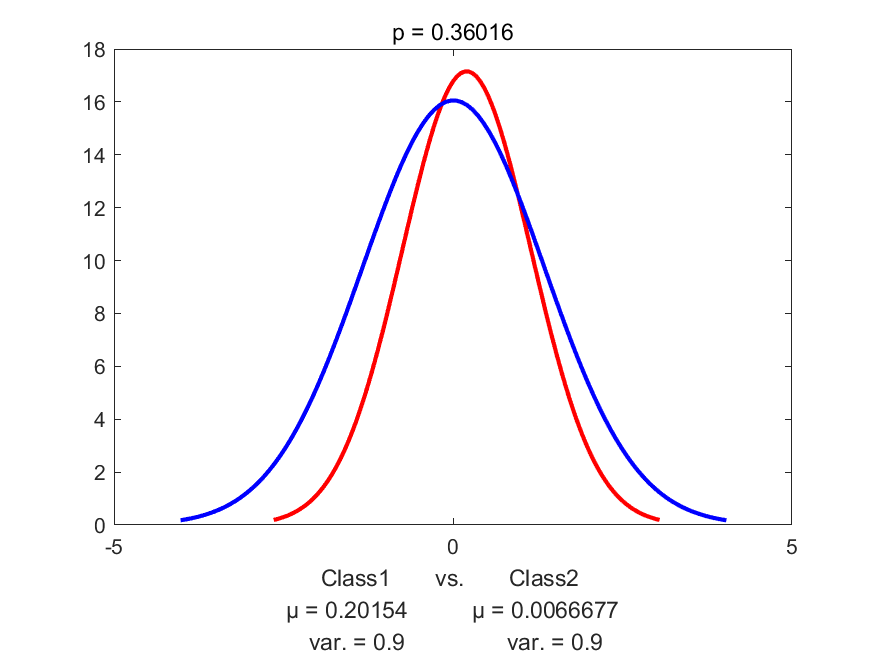 p = 0.36016
18
16
14
12
10
8
6
4
2
0
-5 0 5
Class1 vs. Class2
μ = 0.20154 μ = 0.0066677
var. = 0.9 var. = 0.9